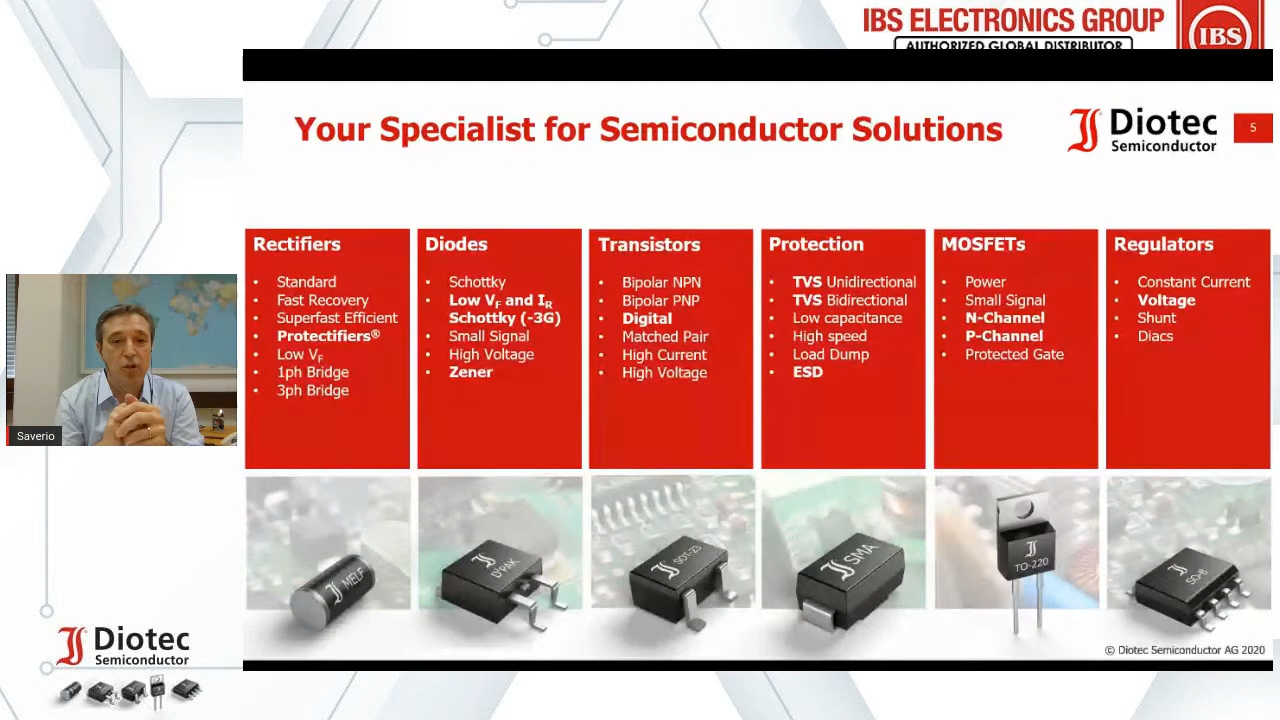 IBS ELECTRONICS GROUP
AUTHORIZED GLOBAL DISTRIBUTOR
IBS
Your Specialist for Semiconductor Solutions
Diotec
Semiconductor
5
Rectifiers
• Standard
• Fast Recovery
• Superfast Efficient
• Protectifiers®
• Low VF
• 1ph Bridge
• 3ph Bridge
Diodes
• Schottky
• Low VF and IR
Schottky (-3G)
• Small Signal
• High Voltage
• Zener
Transistors
• Bipolar NPN
• Bipolar PNP
• Digital
• Matched Pair
• High Current
• High Voltage
Protection
• TVS Unidirectional
• TVS Bidirectional
• Low capacitance
• High speed
• Load Dump
• ESD
MOSFETs
• Power
• Small Signal
• N-Channel
• P-Channel
• Protected Gate
Regulators
• Constant Current
• Voltage
• Shunt
• Diacs
MELF
D²PAK
SOT-23
SMA
TO-220
SO-8
© Diotec Semiconductor AG 2020
Saverio
Diotec
Semiconductor